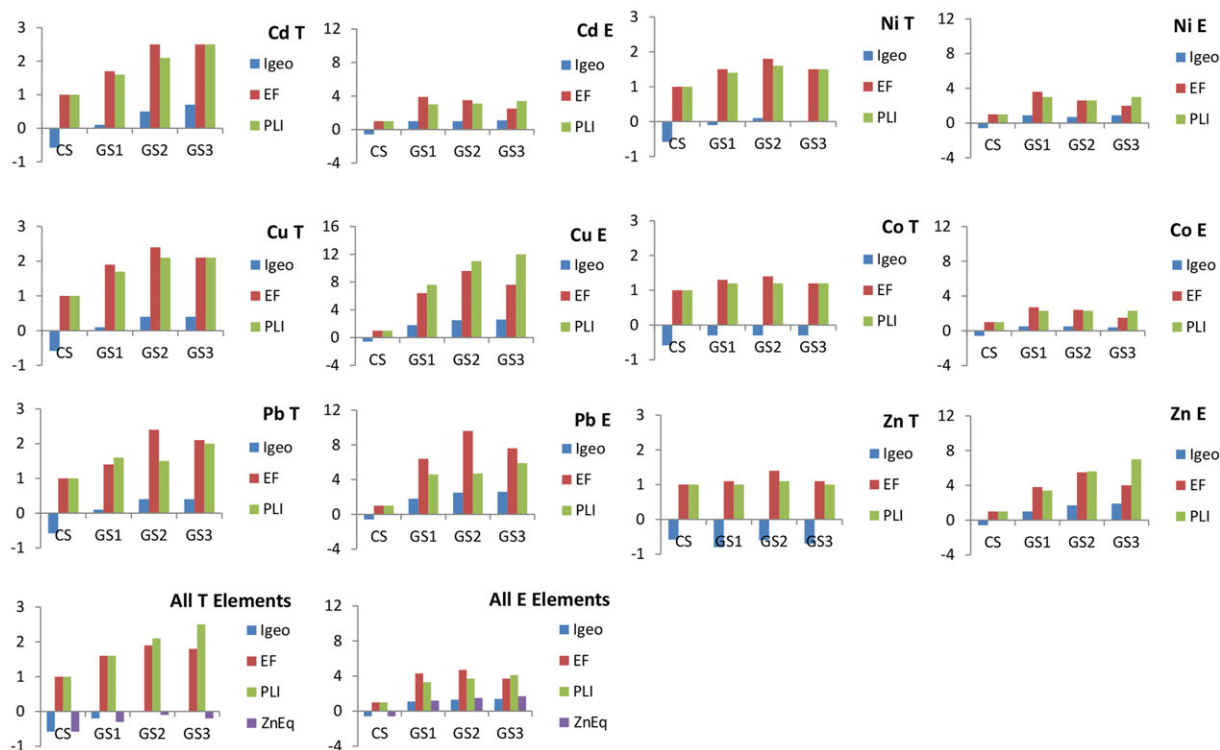 Cd T
3
2
1
0
-1
CS GS1 GS2 GS3
Igeo
EF
PLI
Cd E
12
8
4
0
-4
CS GS1 GS2 GS3
Igeo
EF
PLI
Ni T
3
2
1
0
-1
CS GS1 GS2 GS3
Igeo
EF
PLI
Ni E
12
8
4
0
-4
CS GS1 GS2 GS3
Igeo
EF
PLI
Cu T
3
2
1
0
-1
CS GS1 GS2 GS3
Igeo
EF
PLI
Cu E
16
12
8
4
0
-4
CS GS1 GS2 GS3
Igeo
EF
PLI
Co T
3
2
1
0
-1
CS GS1 GS2 GS3
Igeo
EF
PLI
Co E
12
8
4
0
-4
CS GS1 GS2 GS3
Igeo
EF
PLI
Pb T
3
2
1
0
-1
CS GS1 GS2 GS3
Igeo
EF
PLI
Pb E
12
8
4
0
-4
CS GS1 GS2 GS3
Igeo
EF
PLI
Zn T
3
2
1
0
-1
CS GS1 GS2 GS3
Igeo
EF
PLI
Zn E
12
8
4
0
-4
CS GS1 GS2 GS3
Igeo
EF
PLI
All T Elements
3
2
1
0
-1
CS GS1 GS2 GS3
Igeo
EF
PLI
ZnEq
All E Elements
12
8
4
0
-4
CS GS1 GS2 GS3
Igeo
EF
PLI
ZnEq